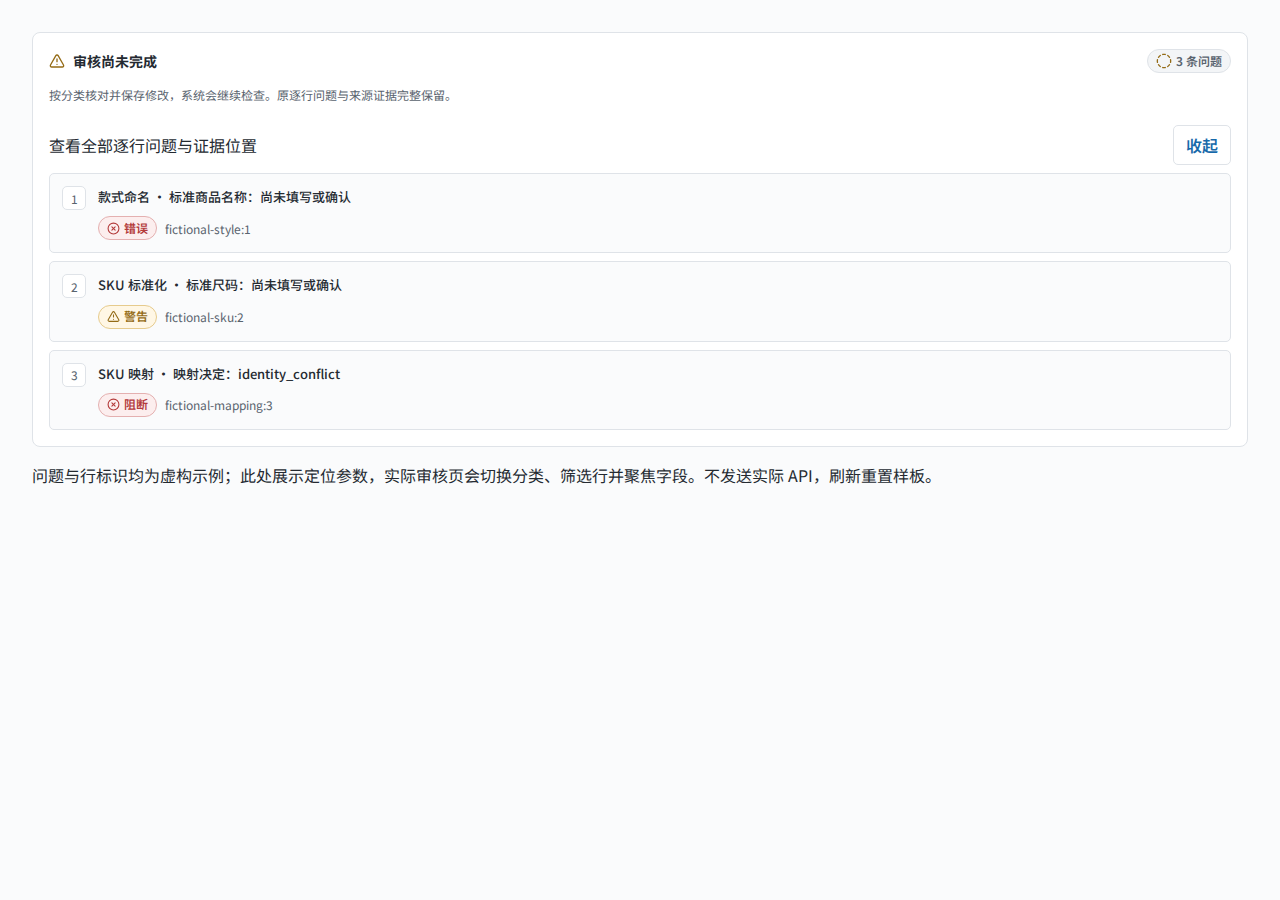 审核尚未完成
3 条问题
按分类核对并保存修改，系统会继续检查。原逐行问题与来源证据完整保留。
查看全部逐行问题与证据位置
收起
1
款式命名 · 标准商品名称：尚未填写或确认
错误
fictional-style:1
2
SKU 标准化 · 标准尺码：尚未填写或确认
警告
fictional-sku:2
3
SKU 映射 · 映射决定：identity_conflict
阻断
fictional-mapping:3
问题与行标识均为虚构示例；此处展示定位参数，实际审核页会切换分类、筛选行并聚焦字段。不发送实际 API，刷新重置样板。